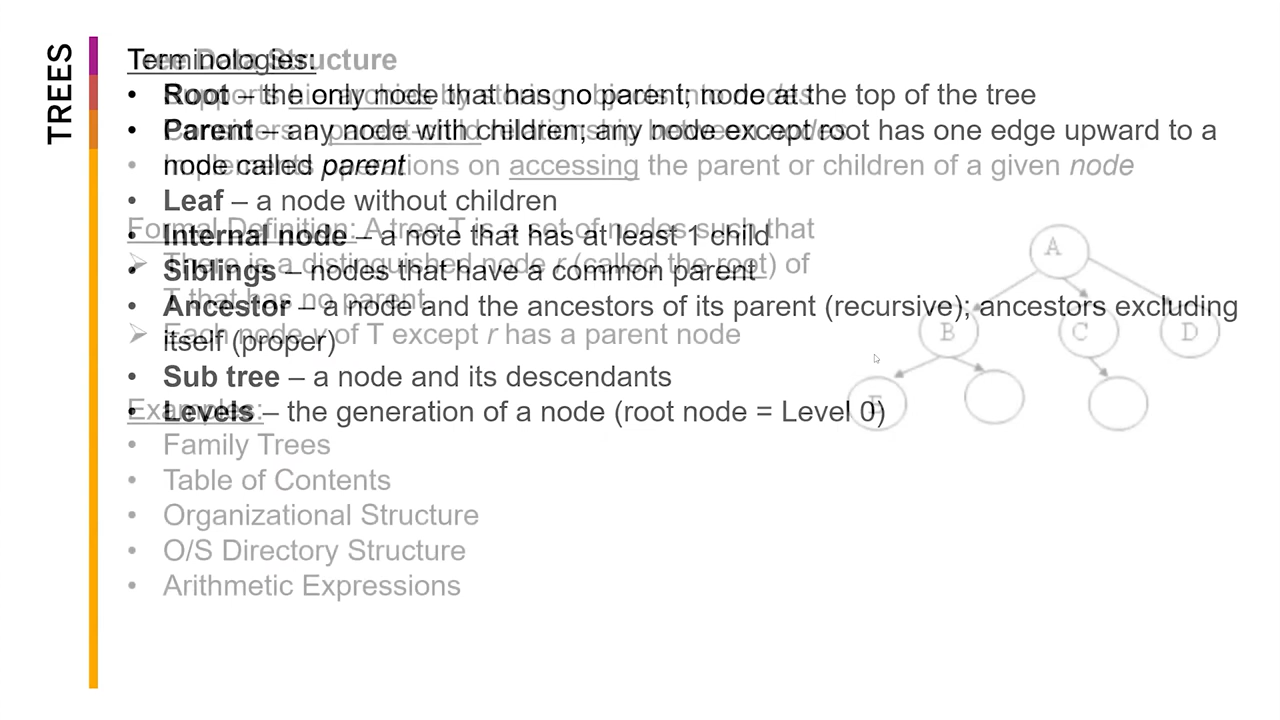 TREES
Terminologies:
• Root – the only node that has no parent; node at the top of the tree
• Parent – any node with children; any node except root has one edge upward to a
node called parent
• Leaf – a node without children
• Internal node – a note that has at least 1 child
• Siblings – nodes that have a common parent
• Ancestor – a node and the ancestors of its parent (recursive); ancestors excluding
itself (proper)
• Sub tree – a node and its descendants
• Levels – the generation of a node (root node = Level 0)
Tree Data Structure
• operations on accessing the parent or children of a given node
Formal Definition: A tree T is a set of nodes such that
➢ There is a distinguished node r (called the root) of
T that has no parent
➢ Each node v of T except r has a parent node
Examples:
• Family Trees
• Table of Contents
• Organizational Structure
• O/S Directory Structure
• Arithmetic Expressions
A
B
C
D
E